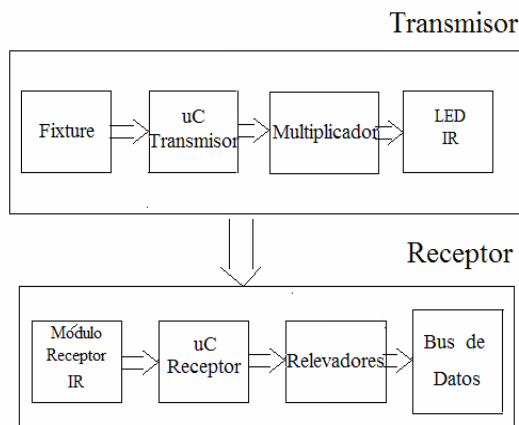 Transmisor
Fixture
uC
Transmisor
Multiplicador
LED
IR
Receptor
Módulo
Receptor
IR
uC
Receptor
Relevadores
Bus de
Datos